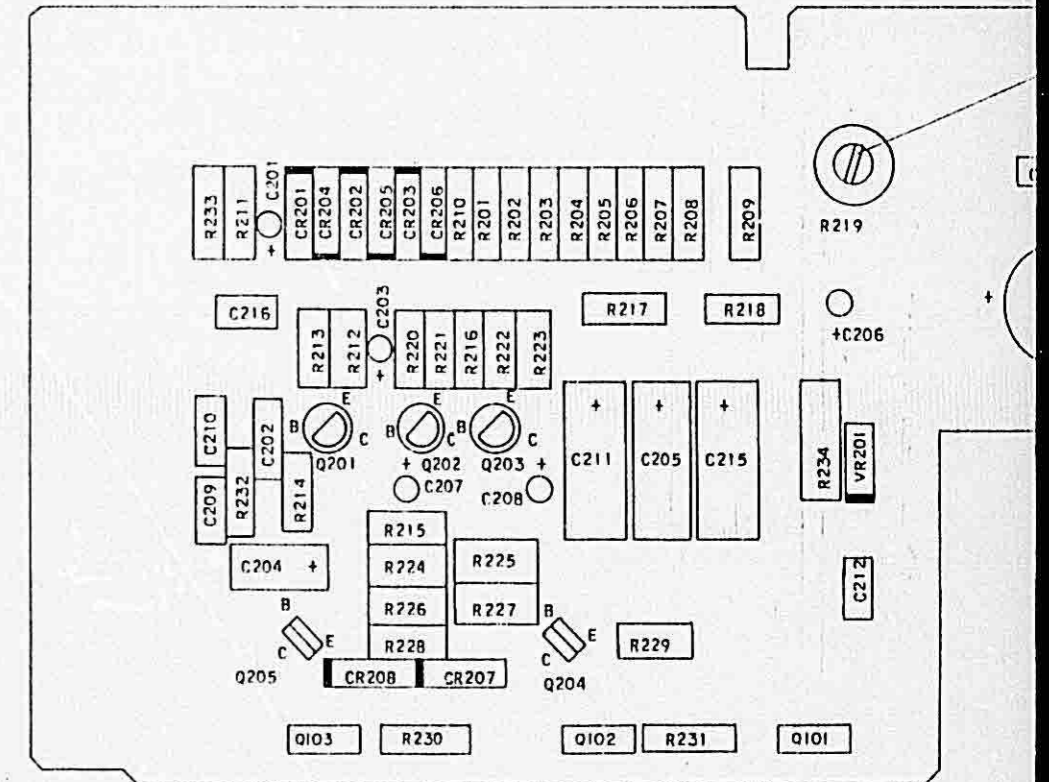 R233
R211
C201
+
CR201
CR204
CR202
CR205
CR203
CR206
R210
R201
R202
R203
R204
R205
R206
R207
R208
R209
R219
C216
R213
R212
C203
+
R220
R221
R216
R222
R223
R217
R218
+C206
+
C210
C202
B
E
C
Q201
B
E
C
Q202
B
E
C
Q203
+
C211
+
C205
+
C215
R234
VR201
C209
R232
R214
+
C207
+
C208
R215
R224
R226
R228
R225
R227
C204 +
C212
B
E
C
Q205
CR208
CR207
B
E
C
Q204
R229
Q103
R230
Q102
R231
Q101